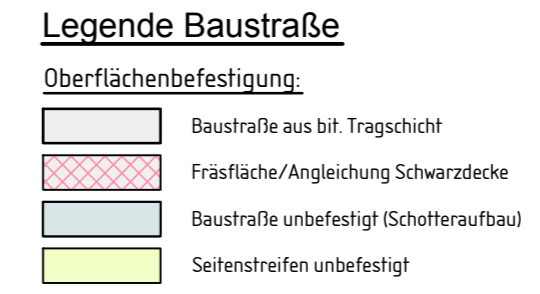 Legende Baustraße
Oberflächenbefestigung:
Baustraße aus bit. Tragschicht
Fräsfläche/Angleichung Schwarzdecke
Baustraße unbefestigt (Schotteraufbau)
Seitenstreifen unbefestigt